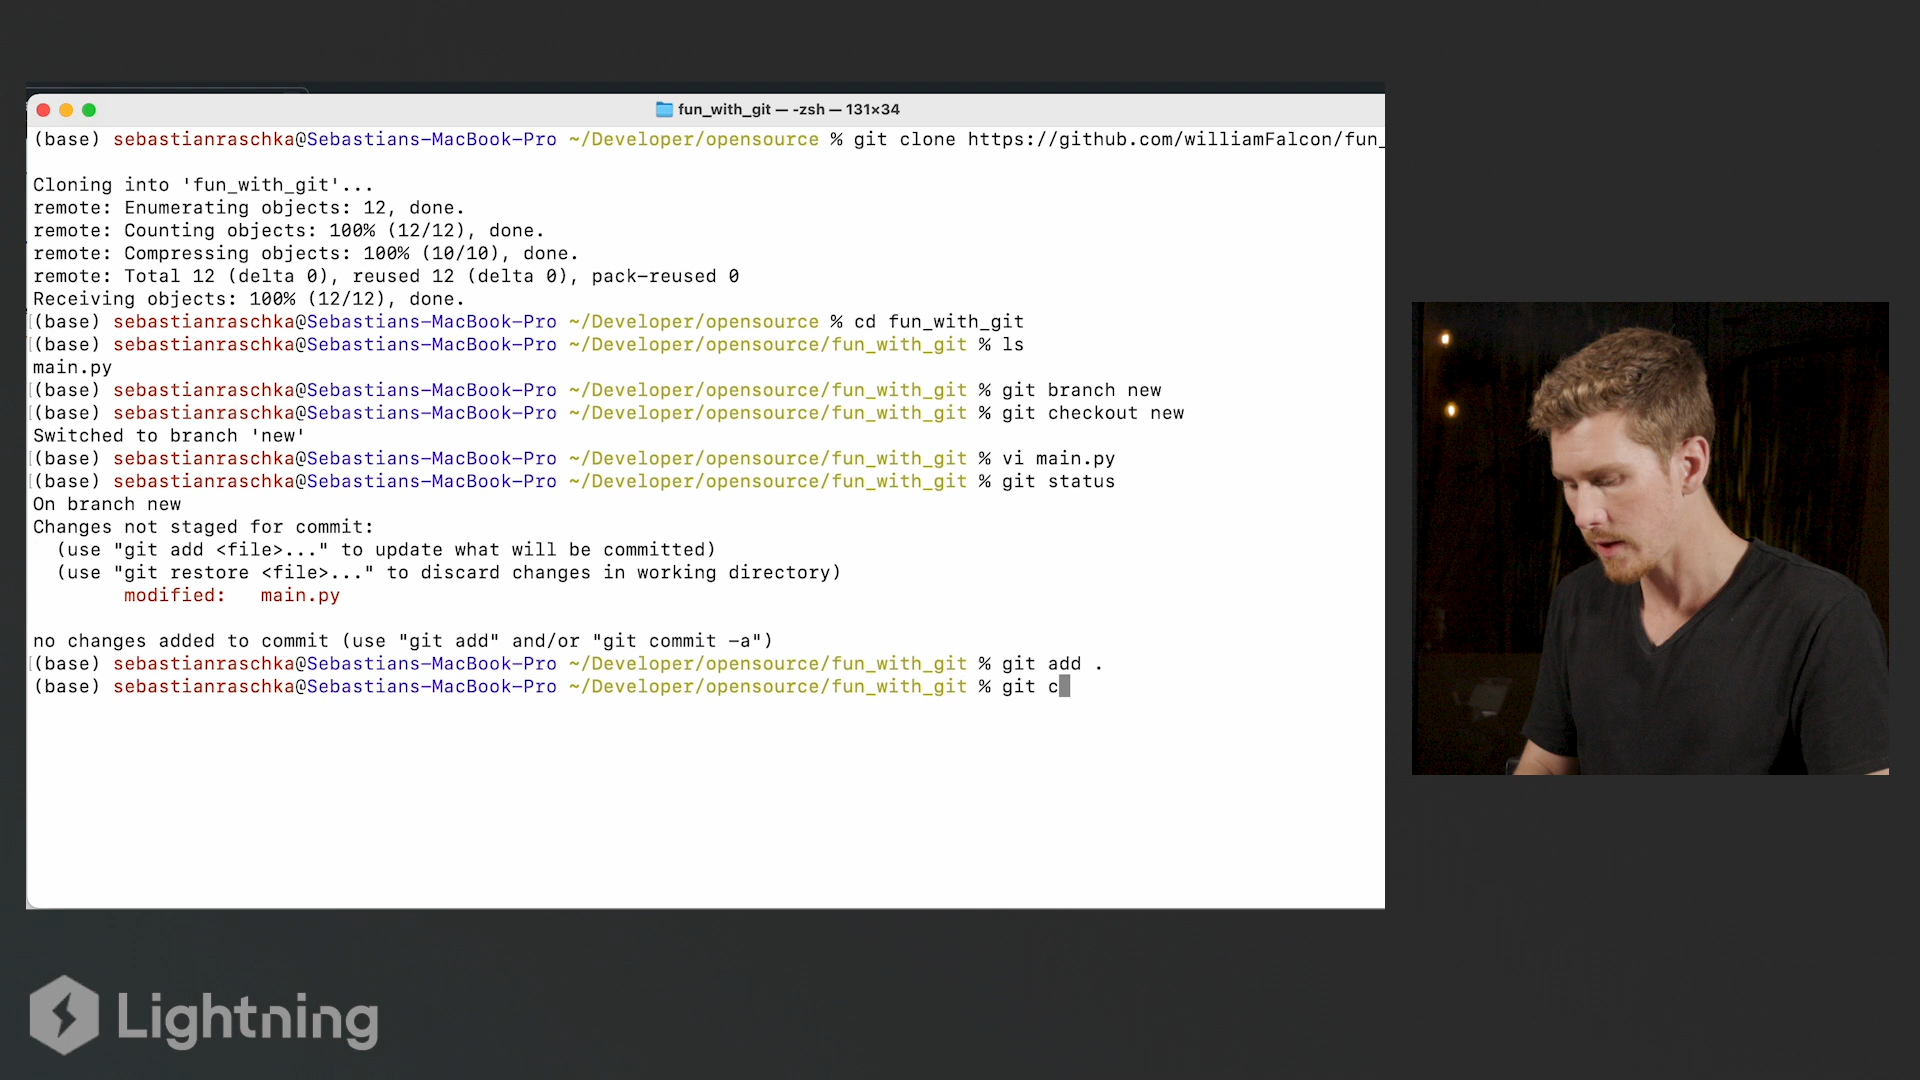 fun_with_git — -zsh — 131×34
(base) sebastianraschka@Sebastians-MacBook-Pro ~/Developer/opensource % git clone https://github.com/williamFalcon/fun_
Cloning into 'fun_with_git'...
remote: Enumerating objects: 12, done.
remote: Counting objects: 100% (12/12), done.
remote: Compressing objects: 100% (10/10), done.
remote: Total 12 (delta 0), reused 12 (delta 0), pack-reused 0
Receiving objects: 100% (12/12), done.
(base) sebastianraschka@Sebastians-MacBook-Pro ~/Developer/opensource % cd fun_with_git
(base) sebastianraschka@Sebastians-MacBook-Pro ~/Developer/opensource/fun_with_git % ls
main.py
(base) sebastianraschka@Sebastians-MacBook-Pro ~/Developer/opensource/fun_with_git % git branch new
(base) sebastianraschka@Sebastians-MacBook-Pro ~/Developer/opensource/fun_with_git % git checkout new
Switched to branch 'new'
(base) sebastianraschka@Sebastians-MacBook-Pro ~/Developer/opensource/fun_with_git % vi main.py
(base) sebastianraschka@Sebastians-MacBook-Pro ~/Developer/opensource/fun_with_git % git status
On branch new
Changes not staged for commit:
  (use "git add <file>..." to update what will be committed)
  (use "git restore <file>..." to discard changes in working directory)
        modified:   main.py
no changes added to commit (use "git add" and/or "git commit -a")
(base) sebastianraschka@Sebastians-MacBook-Pro ~/Developer/opensource/fun_with_git % git add .
(base) sebastianraschka@Sebastians-MacBook-Pro ~/Developer/opensource/fun_with_git % git c
Lightning